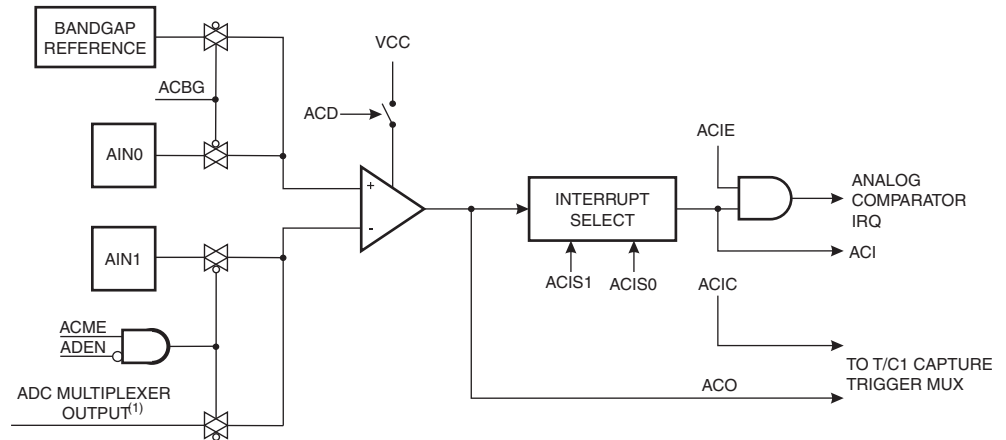 BANDGAP
REFERENCE
ACBG
AIN0
VCC
ACD
+
-
AIN1
ACME
ADEN
ADC MULTIPLEXER
OUTPUT(1)
INTERRUPT
SELECT
ACIS1
ACIS0
ACIE
ANALOG
COMPARATOR
IRQ
ACI
ACIC
TO T/C1 CAPTURE
TRIGGER MUX
ACO